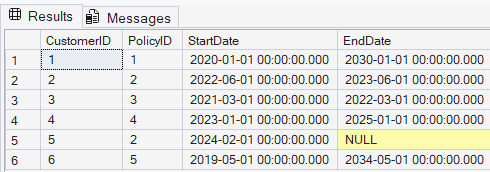 Results Messages
CustomerID PolicyID StartDate EndDate
1 1 1 2020-01-01 00:00:00.000 2030-01-01 00:00:00.000
2 2 2 2022-06-01 00:00:00.000 2023-06-01 00:00:00.000
3 3 3 2021-03-01 00:00:00.000 2022-03-01 00:00:00.000
4 4 4 2023-01-01 00:00:00.000 2025-01-01 00:00:00.000
5 5 2 2024-02-01 00:00:00.000 NULL
6 6 5 2019-05-01 00:00:00.000 2034-05-01 00:00:00.000